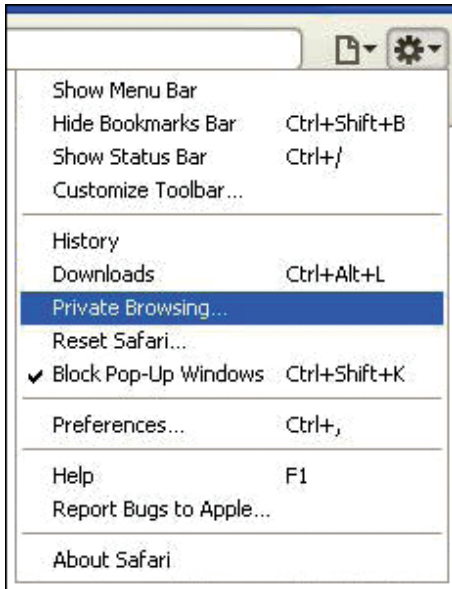 Show Menu Bar
Hide Bookmarks Bar Ctrl+Shift+B
Show Status Bar Ctrl+/
Customize Toolbar...
History
Downloads Ctrl+Alt+L
Private Browsing...
Reset Safari...
✔ Block Pop-Up Windows Ctrl+Shift+K
Preferences... Ctrl+,
Help F1
Report Bugs to Apple...
About Safari